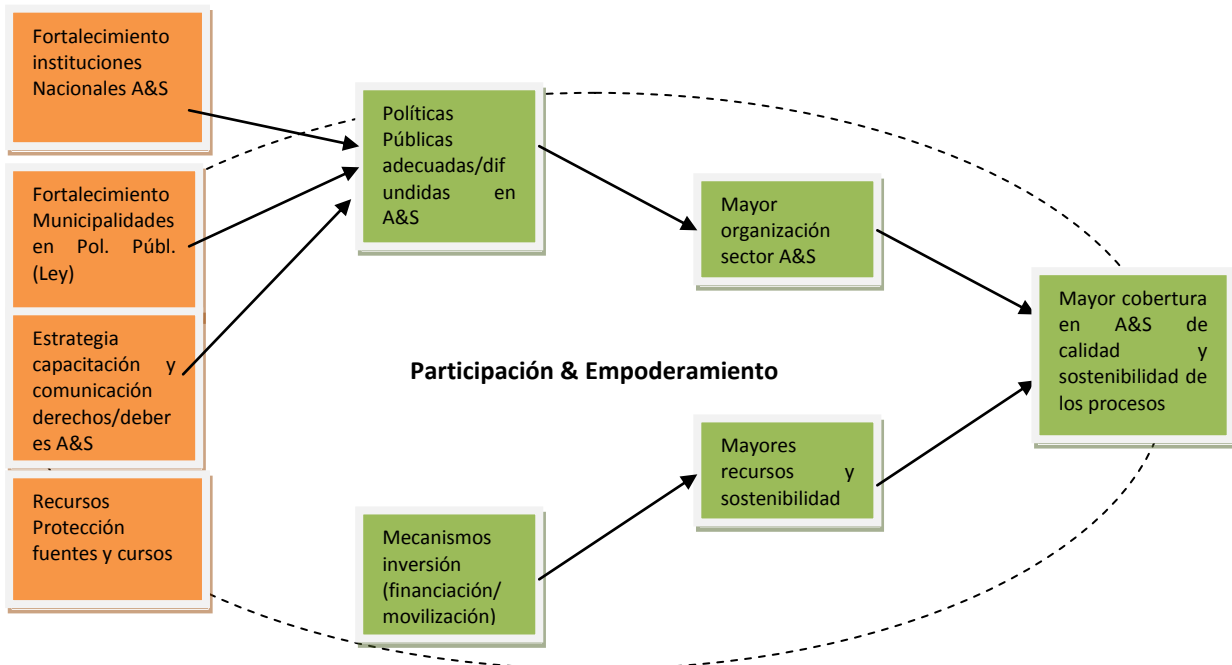 Fortalecimiento
instituciones
Nacionales A&S
Fortalecimiento
Municipalidades
en Pol. Públ.
(Ley)
Estrategia
capacitación y
comunicación
derechos/deber
es A&S
Recursos
Protección
fuentes y cursos
Políticas
Públicas
adecuadas/dif
undidas en
A&S
Participación & Empoderamiento
Mecanismos
inversión
(financiación/
movilización)
Mayor
organización
sector A&S
Mayores
recursos y
sostenibilidad
Mayor cobertura
en A&S de
calidad y
sostenibilidad de
los procesos